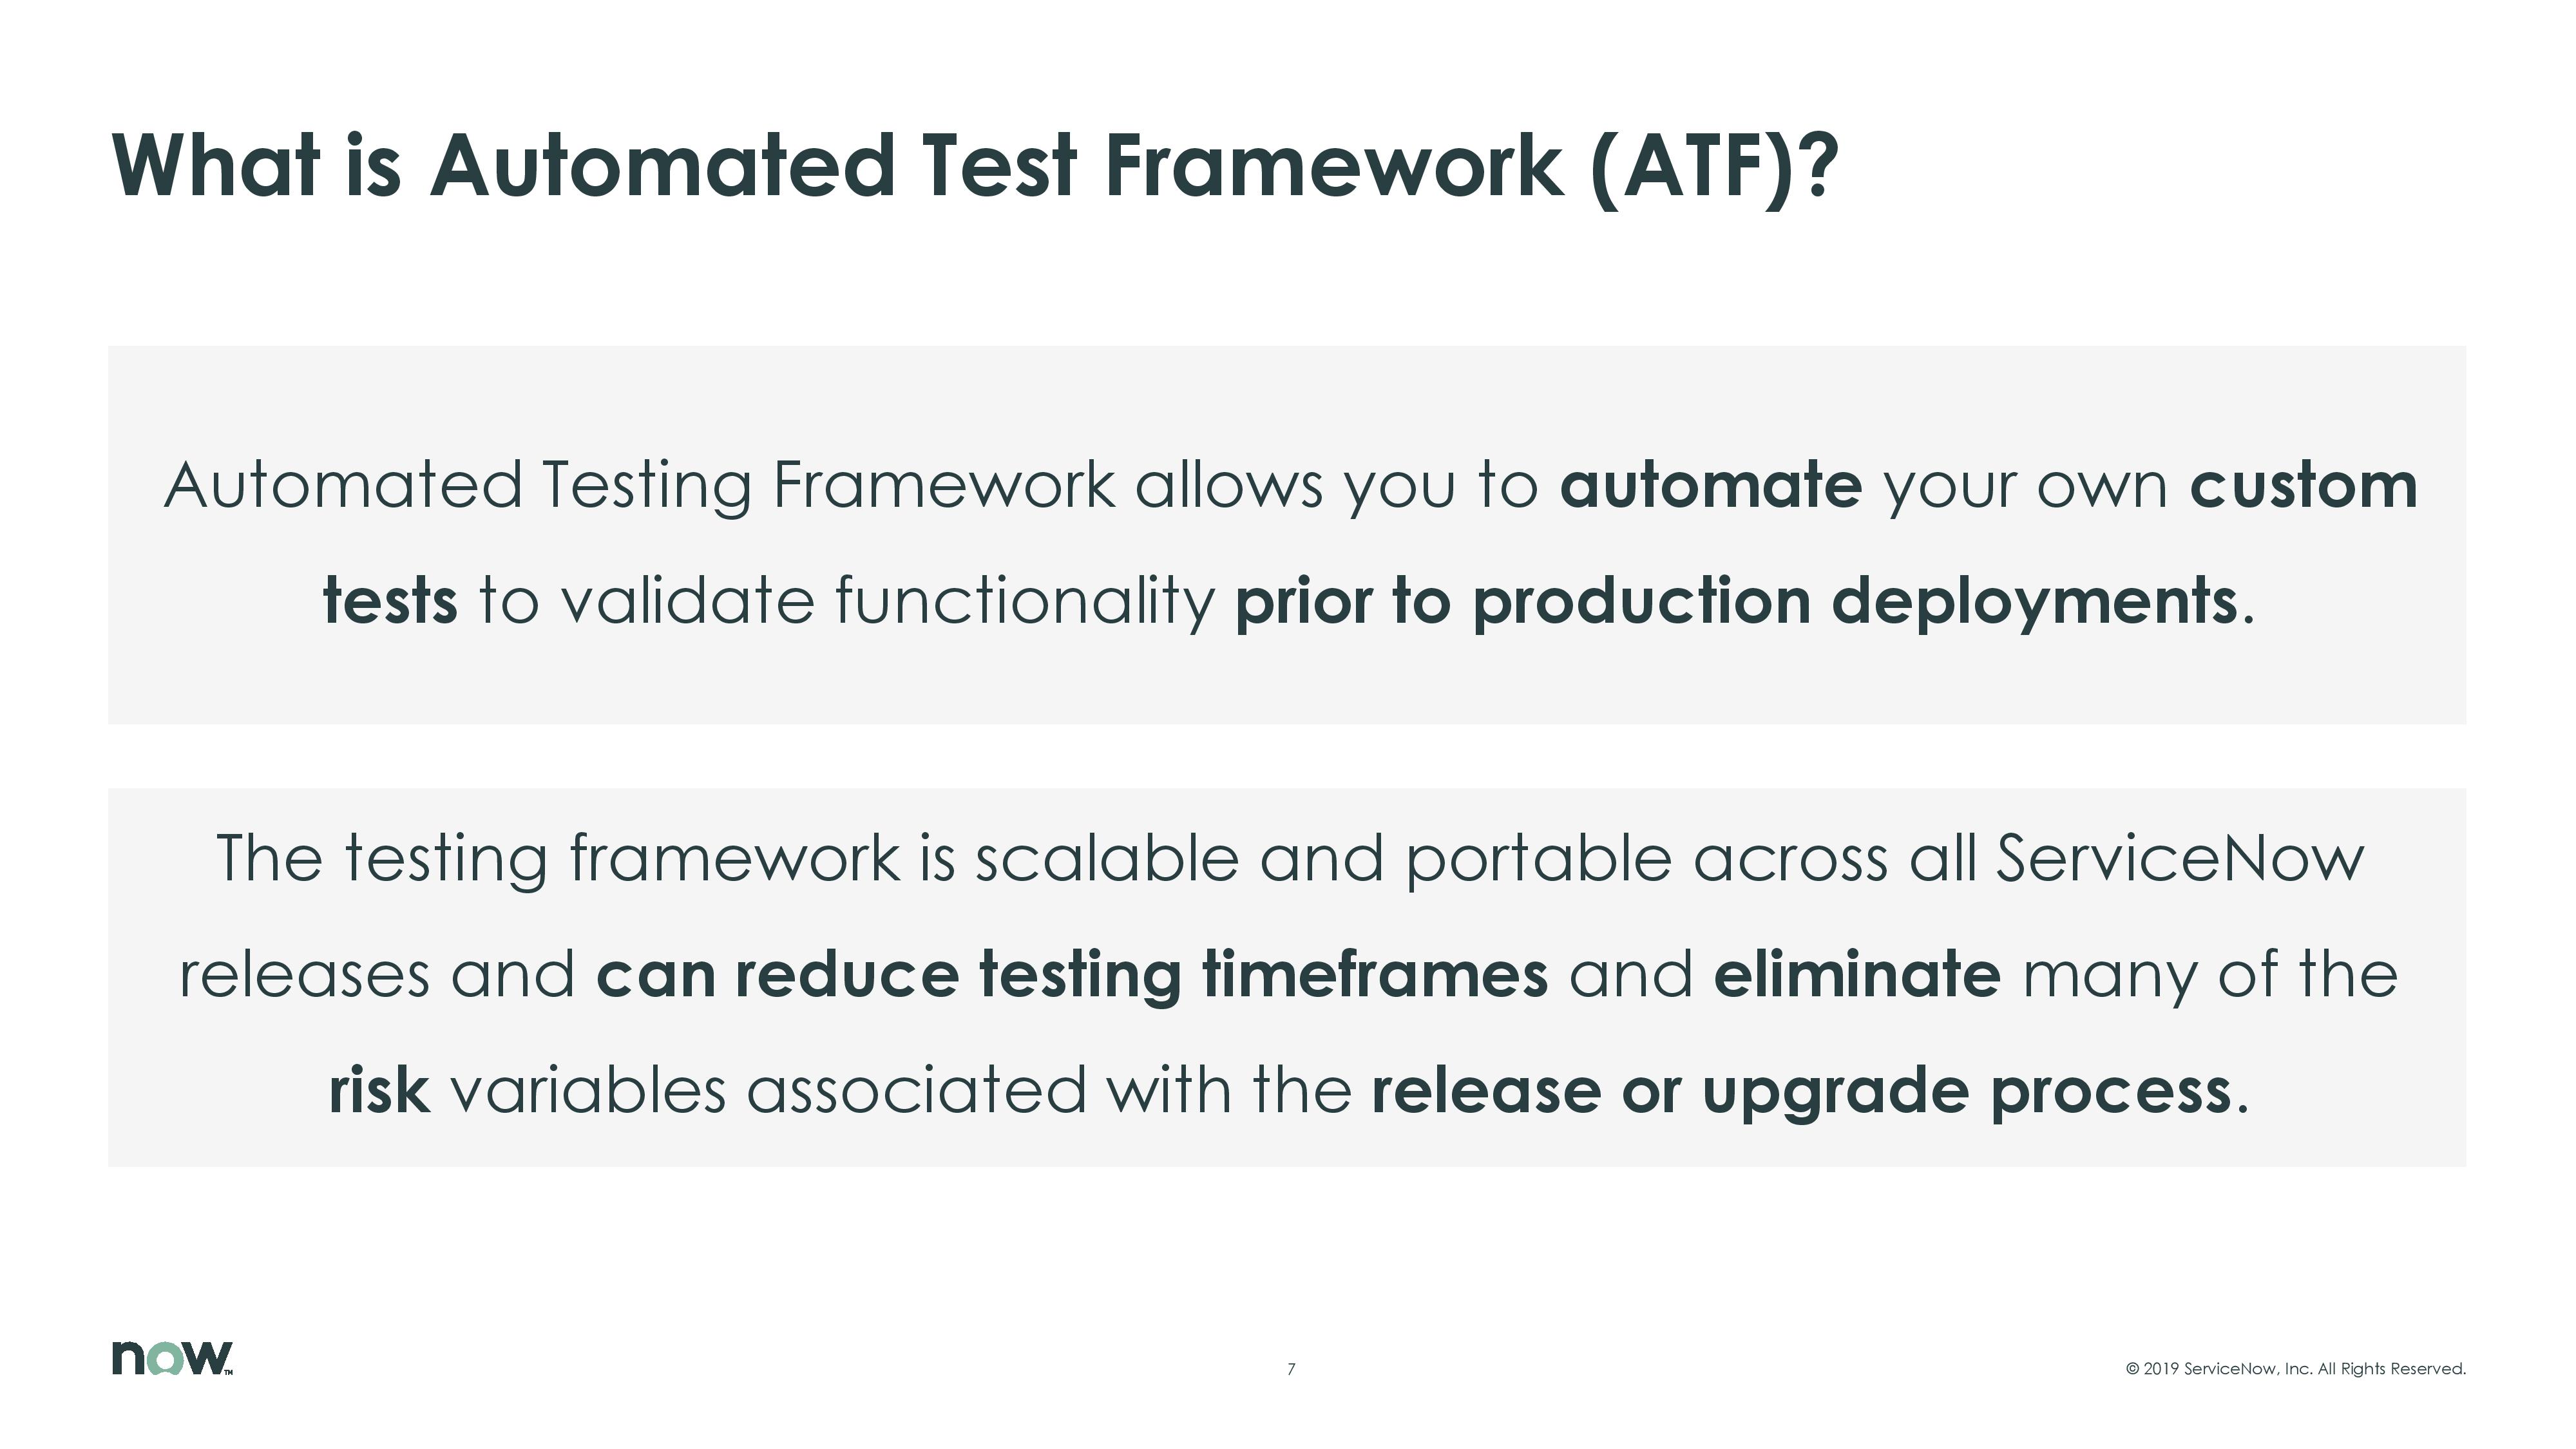 What is Automated Test Framework (ATF)?
Automated Testing Framework allows you to automate your own custom
tests to validate functionality prior to production deployments.
The testing framework is scalable and portable across all ServiceNow
releases and can reduce testing timeframes and eliminate many of the
risk variables associated with the release or upgrade process.
now™
7
© 2019 ServiceNow, Inc. All Rights Reserved.